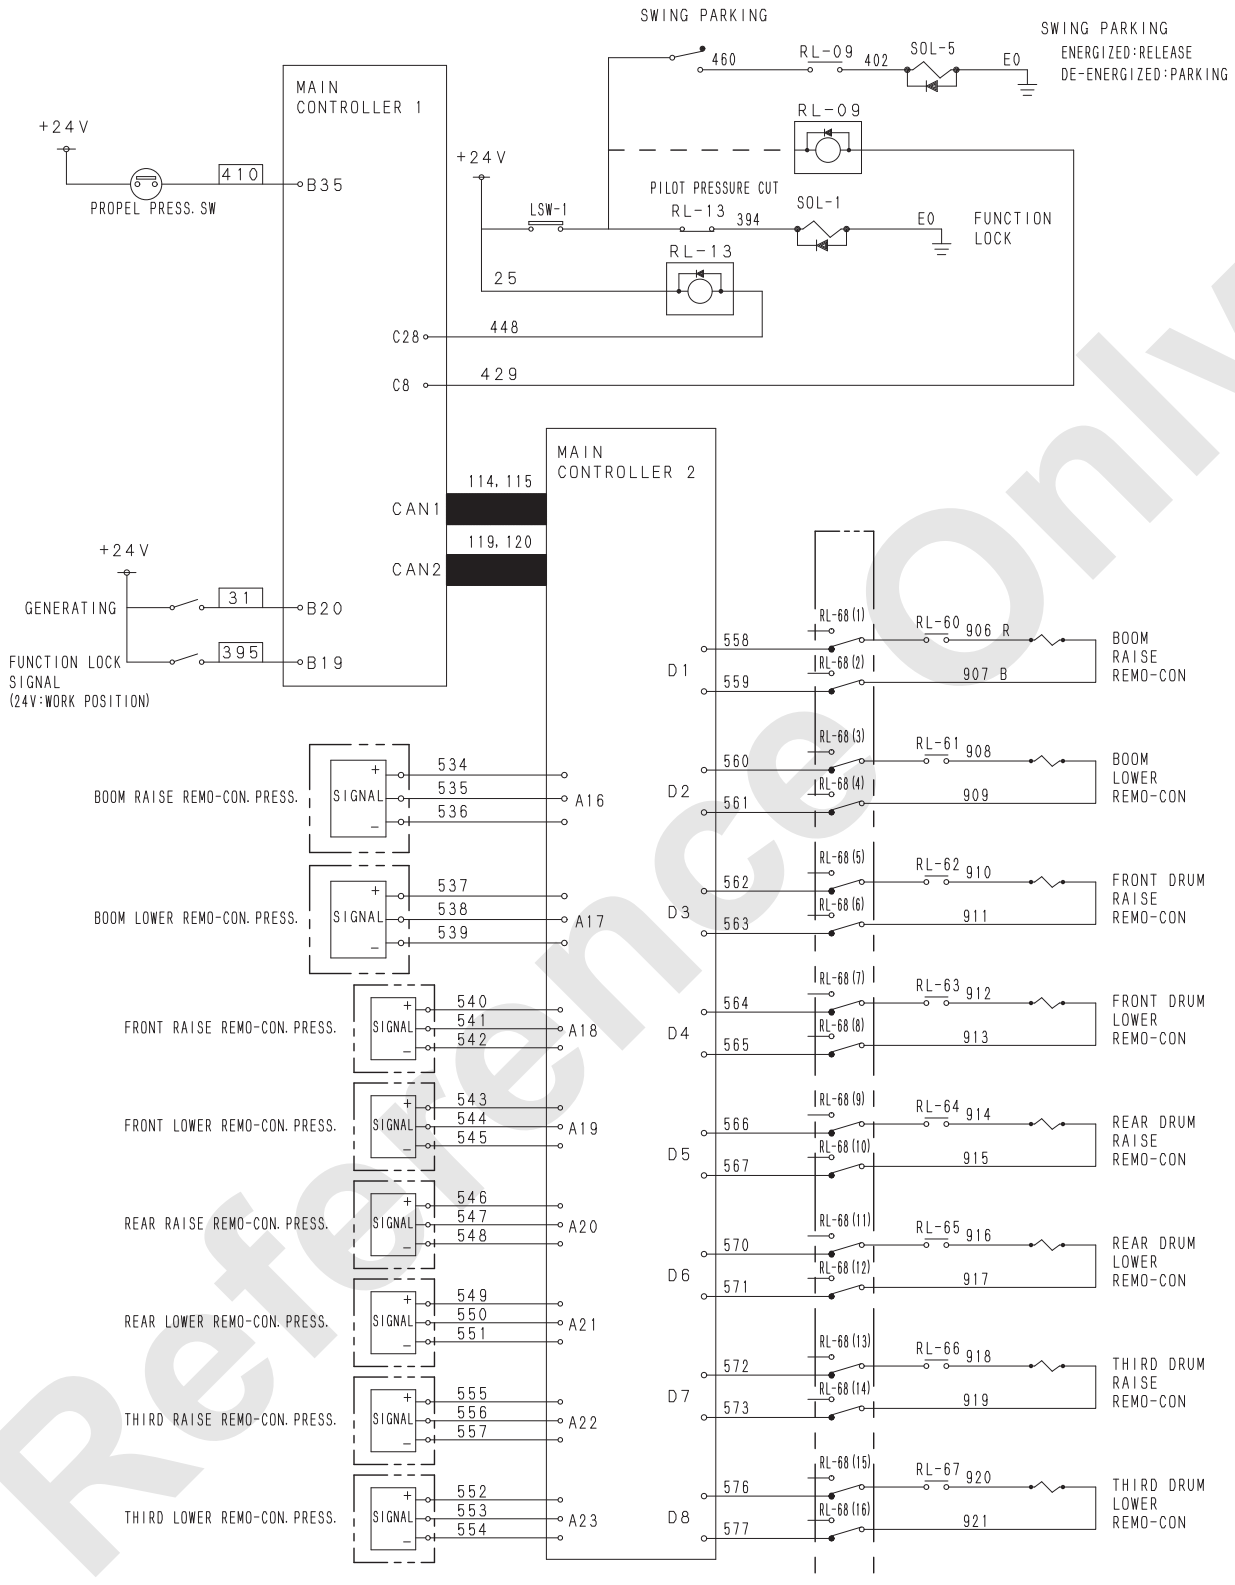 SWING PARKING
SWING PARKING
ENERGIZED:RELEASE
DE-ENERGIZED:PARKING
460
RL-09
402
SOL-5
E0
MAIN
CONTROLLER 1
+24V
410
B35
PROPEL PRESS. SW
RL-09
+24V
PILOT PRESSURE CUT
LSW-1
RL-13
394
SOL-1
E0
FUNCTION
LOCK
RL-13
25
C28
448
C8
429
MAIN
CONTROLLER 2
114, 115
CAN1
119, 120
CAN2
+24V
GENERATING
31
B20
FUNCTION LOCK
SIGNAL
(24V:WORK POSITION)
395
B19
BOOM RAISE REMO-CON. PRESS.
SIGNAL
+
−
534
535
536
A16
BOOM LOWER REMO-CON. PRESS.
SIGNAL
+
−
537
538
539
A17
FRONT RAISE REMO-CON. PRESS.
SIGNAL
+
−
540
541
542
A18
FRONT LOWER REMO-CON. PRESS.
SIGNAL
+
−
543
544
545
A19
REAR RAISE REMO-CON. PRESS.
SIGNAL
+
−
546
547
548
A20
REAR LOWER REMO-CON. PRESS.
SIGNAL
+
−
549
550
551
A21
THIRD RAISE REMO-CON. PRESS.
SIGNAL
+
−
555
556
557
A22
THIRD LOWER REMO-CON. PRESS.
SIGNAL
+
−
552
553
554
A23
D1
558
559
RL-68(1)
RL-68(2)
RL-60
906 R
907 B
BOOM
RAISE
REMO-CON
D2
560
561
RL-68(3)
RL-68(4)
RL-61
908
909
BOOM
LOWER
REMO-CON
D3
562
563
RL-68(5)
RL-68(6)
RL-62
910
911
FRONT DRUM
RAISE
REMO-CON
D4
564
565
RL-68(7)
RL-68(8)
RL-63
912
913
FRONT DRUM
LOWER
REMO-CON
D5
566
567
RL-68(9)
RL-68(10)
RL-64
914
915
REAR DRUM
RAISE
REMO-CON
D6
570
571
RL-68(11)
RL-68(12)
RL-65
916
917
REAR DRUM
LOWER
REMO-CON
D7
572
573
RL-68(13)
RL-68(14)
RL-66
918
919
THIRD DRUM
RAISE
REMO-CON
D8
576
577
RL-68(15)
RL-68(16)
RL-67
920
921
THIRD DRUM
LOWER
REMO-CON
Reference Only